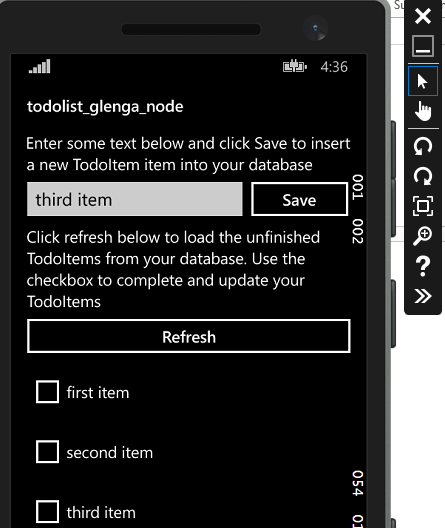 Su
4:36
todolist_glenga_node
Enter some text below and click Save to insert
a new TodoItem item into your database
third item
Save
001
002
Click refresh below to load the unfinished
TodoItems from your database. Use the
checkbox to complete and update your
TodoItems
Refresh
first item
second item
054
third item